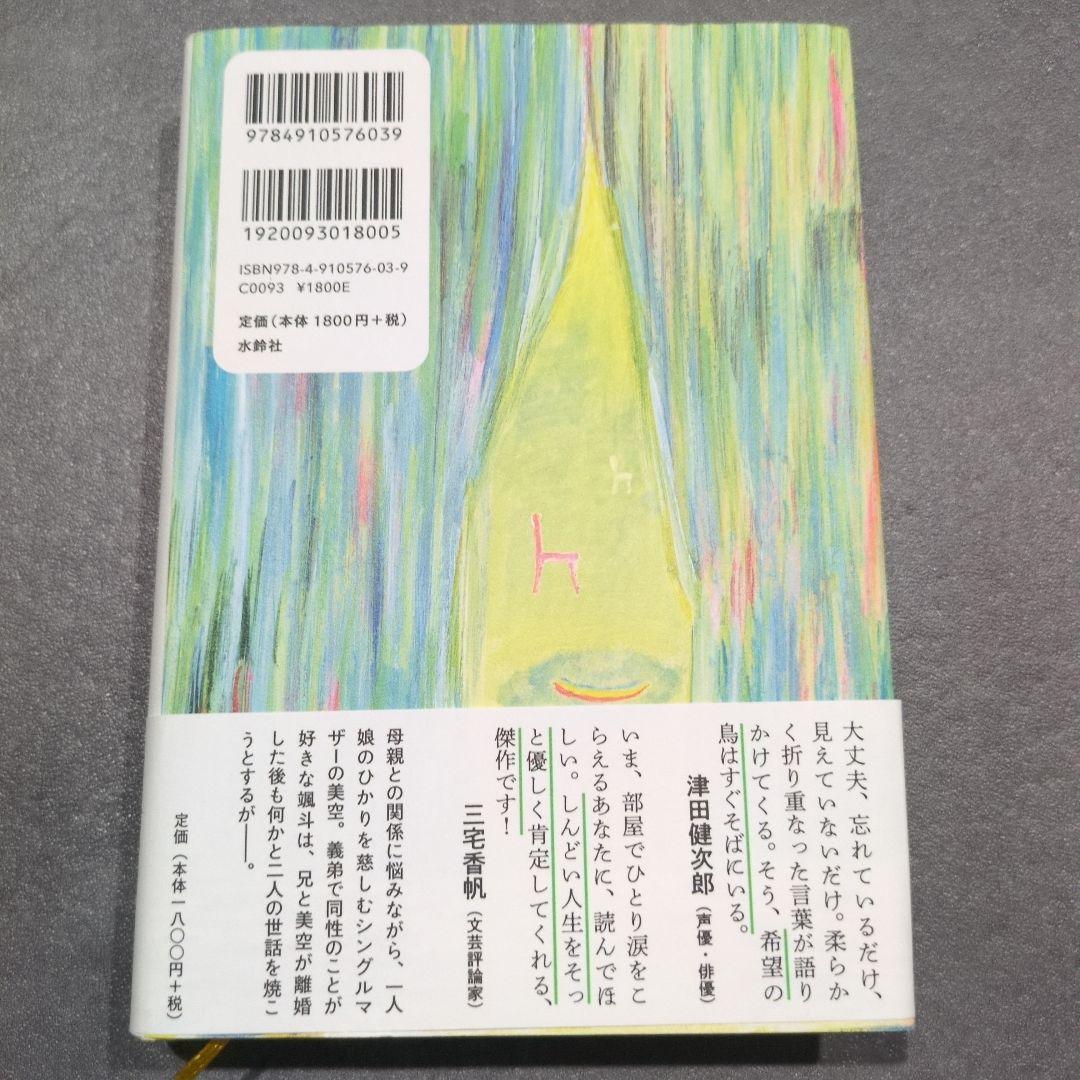 9784910576039
1920093018005
ISBN978-4-910576-03-9
C0093 ¥1800E
定価（本体1800円＋税）
水鈴社
大丈夫、忘れているだけ、
見えていないだけ。柔らか
く折り重なった言葉が語り
かけてくる。そう、希望の
鳥はすぐそばにいる。
津田健次郎（声優・俳優）
いま、部屋でひとり涙をこ
らえるあなたに、読んでほ
しい。しんどい人生をそっ
と優しく肯定してくれる、
傑作です！
三宅香帆（文芸評論家）
母親との関係に悩みながら、一人
娘のひかりを慈しむシングルマ
ザーの美空。義弟で同性のことが
好きな颯斗は、兄と美空が離婚
した後も何かと二人の世話を焼こ
うとするが――。
定価（本体一八〇〇円＋税）